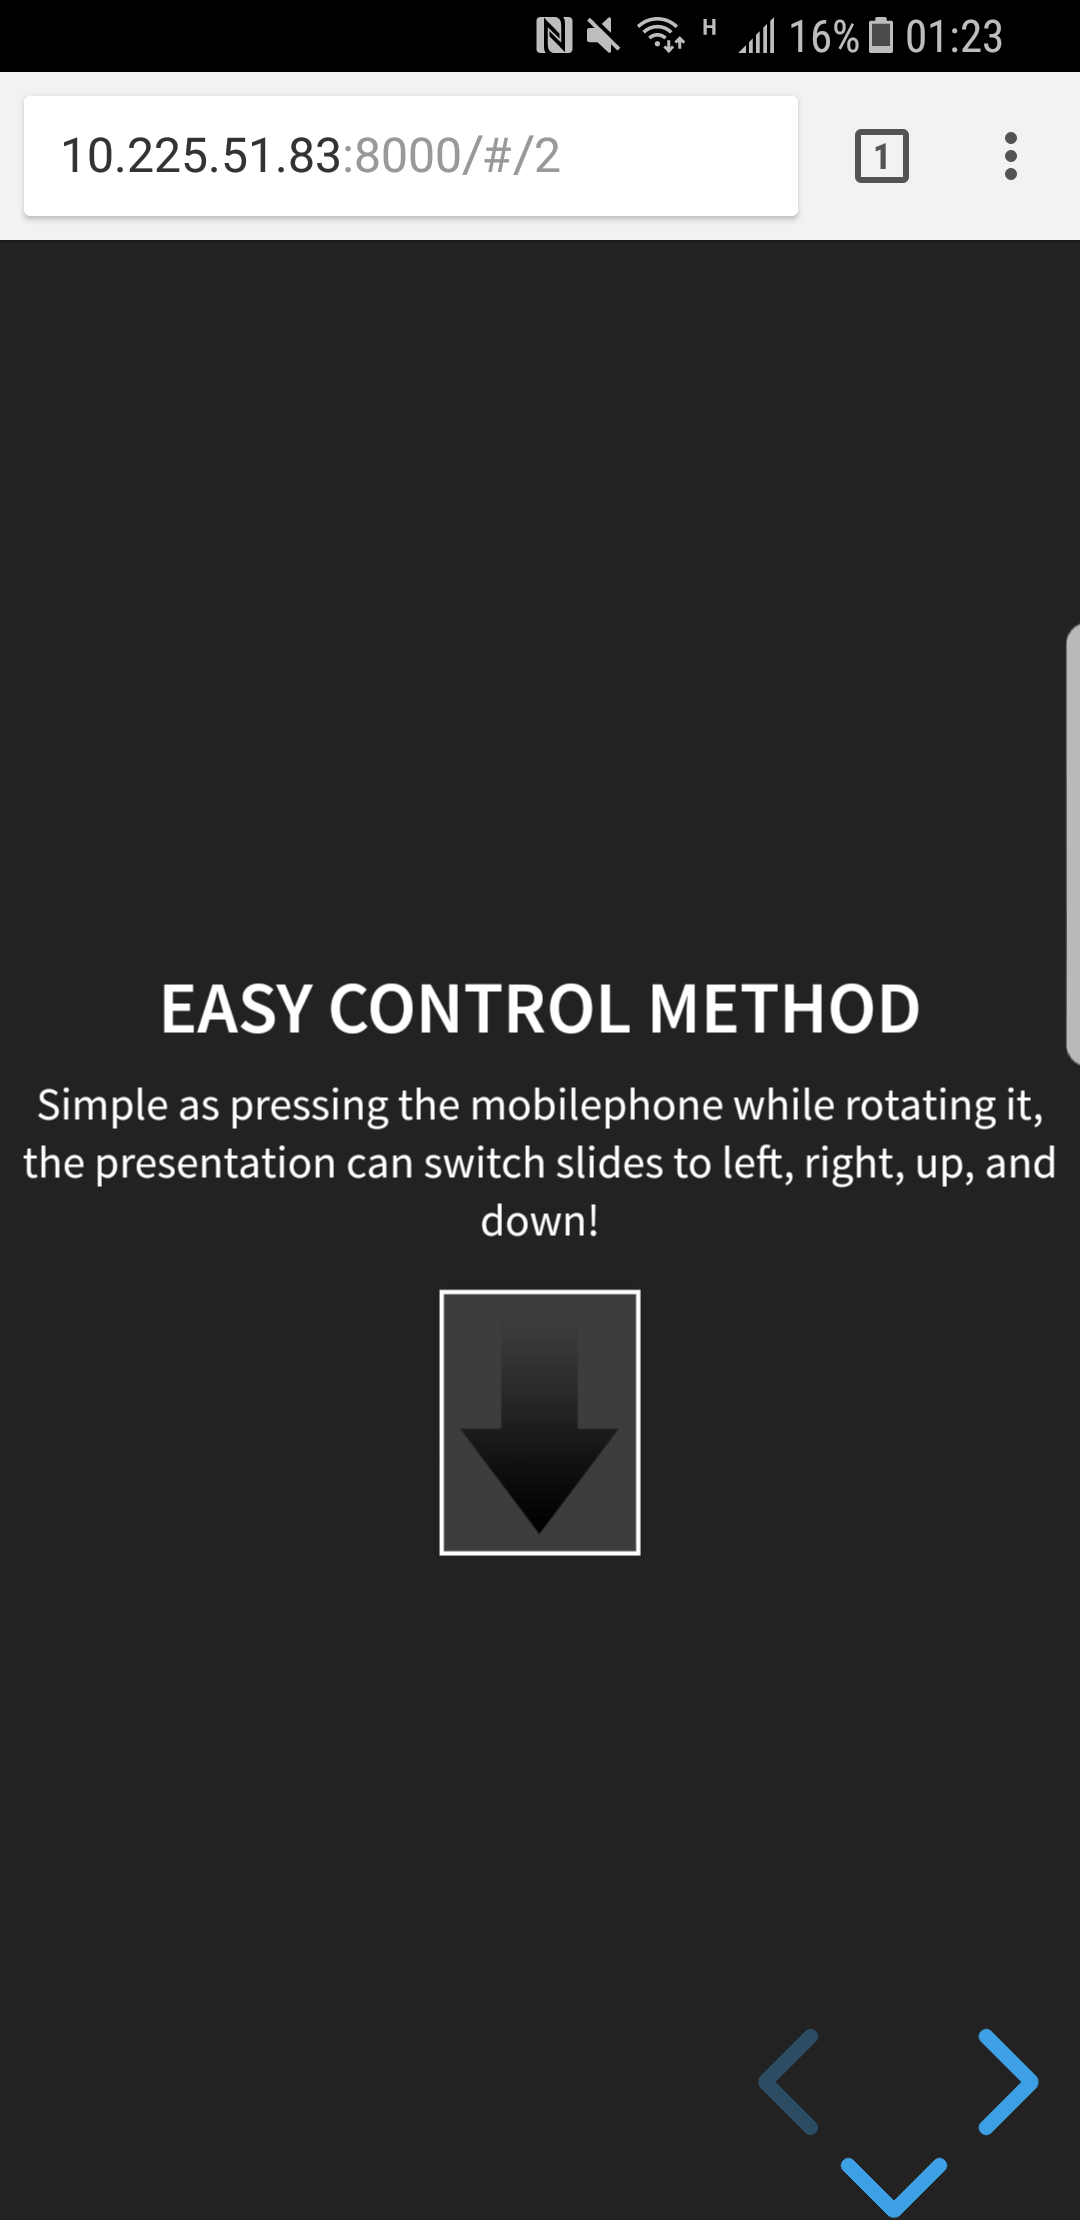 H 16% 01:23
10.225.51.83:8000/#/2
1
EASY CONTROL METHOD
Simple as pressing the mobilephone while rotating it,
the presentation can switch slides to left, right, up, and
down!